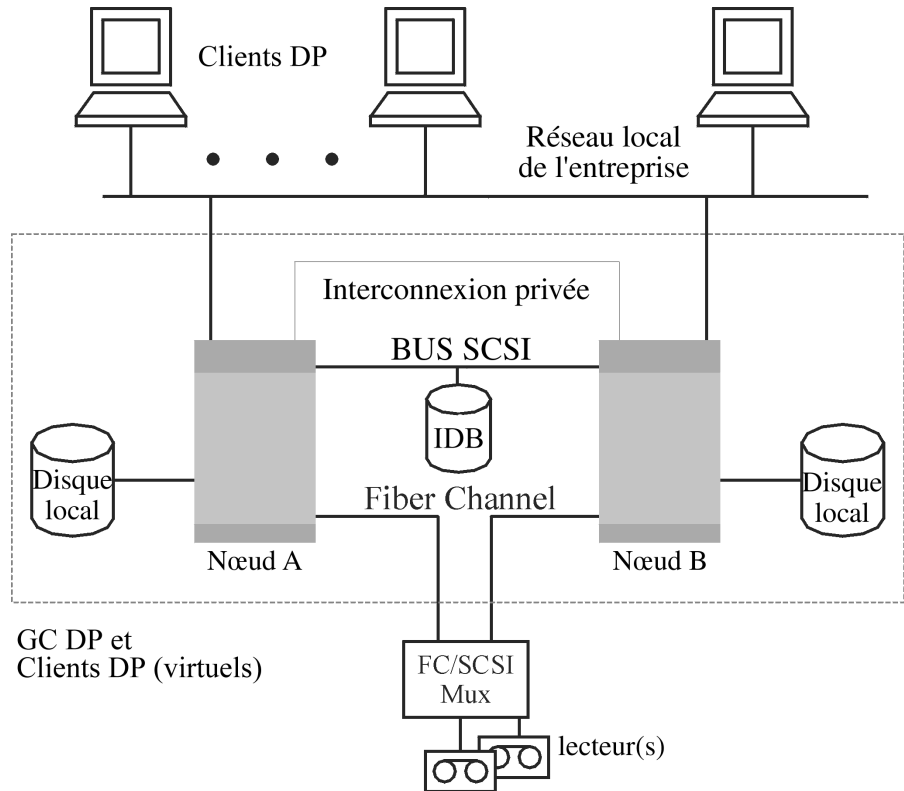 Clients DP
Réseau local
de l'entreprise
Interconnexion privée
BUS SCSI
IDB
Disque
local
Disque
local
Fiber Channel
Nœud A
Nœud B
GC DP et
Clients DP (virtuels)
FC/SCSI
Mux
lecteur(s)